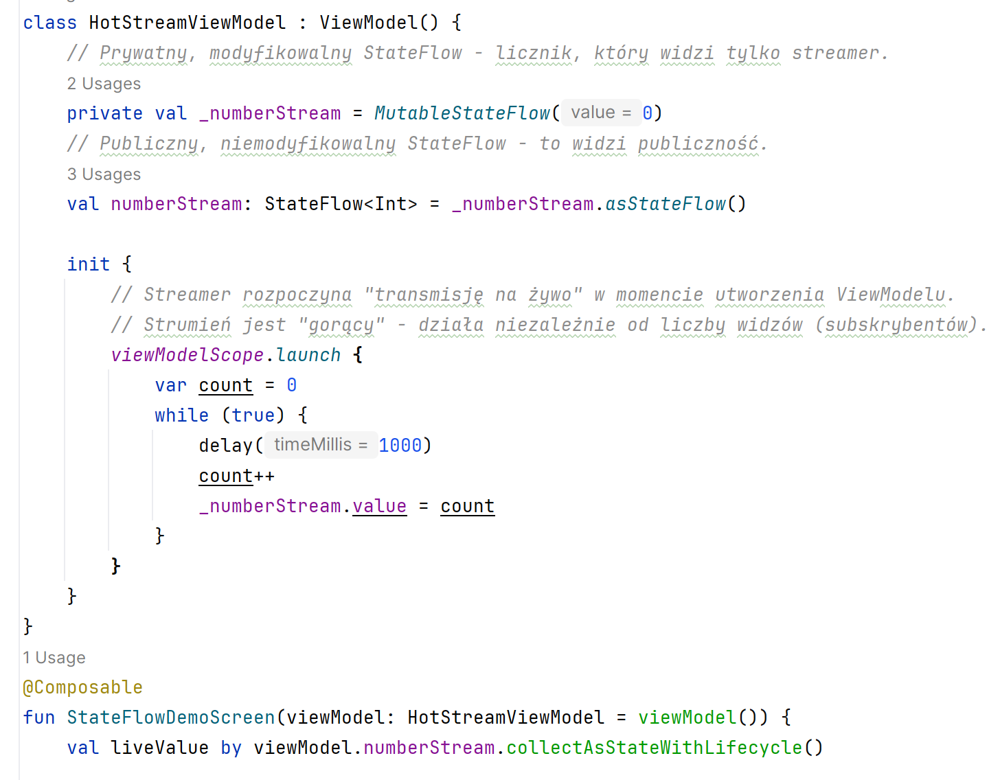 class HotStreamViewModel : ViewModel() {
// Prywatny, modyfikowalny StateFlow - licznik, który widzi tylko streamer.
2 Usages
private val _numberStream = MutableStateFlow( value = 0)
// Publiczny, niemodyfikowalny StateFlow - to widzi publiczność.
3 Usages
val numberStream: StateFlow<Int> = _numberStream.asStateFlow()
init {
// Streamer rozpoczyna "transmisję na żywo" w momencie utworzenia ViewModelu.
// Strumień jest "gorący" - działa niezależnie od liczby widzów (subskrybentów).
viewModelScope.launch {
var count = 0
while (true) {
delay( timeMillis = 1000)
count++
_numberStream.value = count
}
}
}
}
1 Usage
@Composable
fun StateFlowDemoScreen(viewModel: HotStreamViewModel = viewModel()) {
val liveValue by viewModel.numberStream.collectAsStateWithLifecycle()